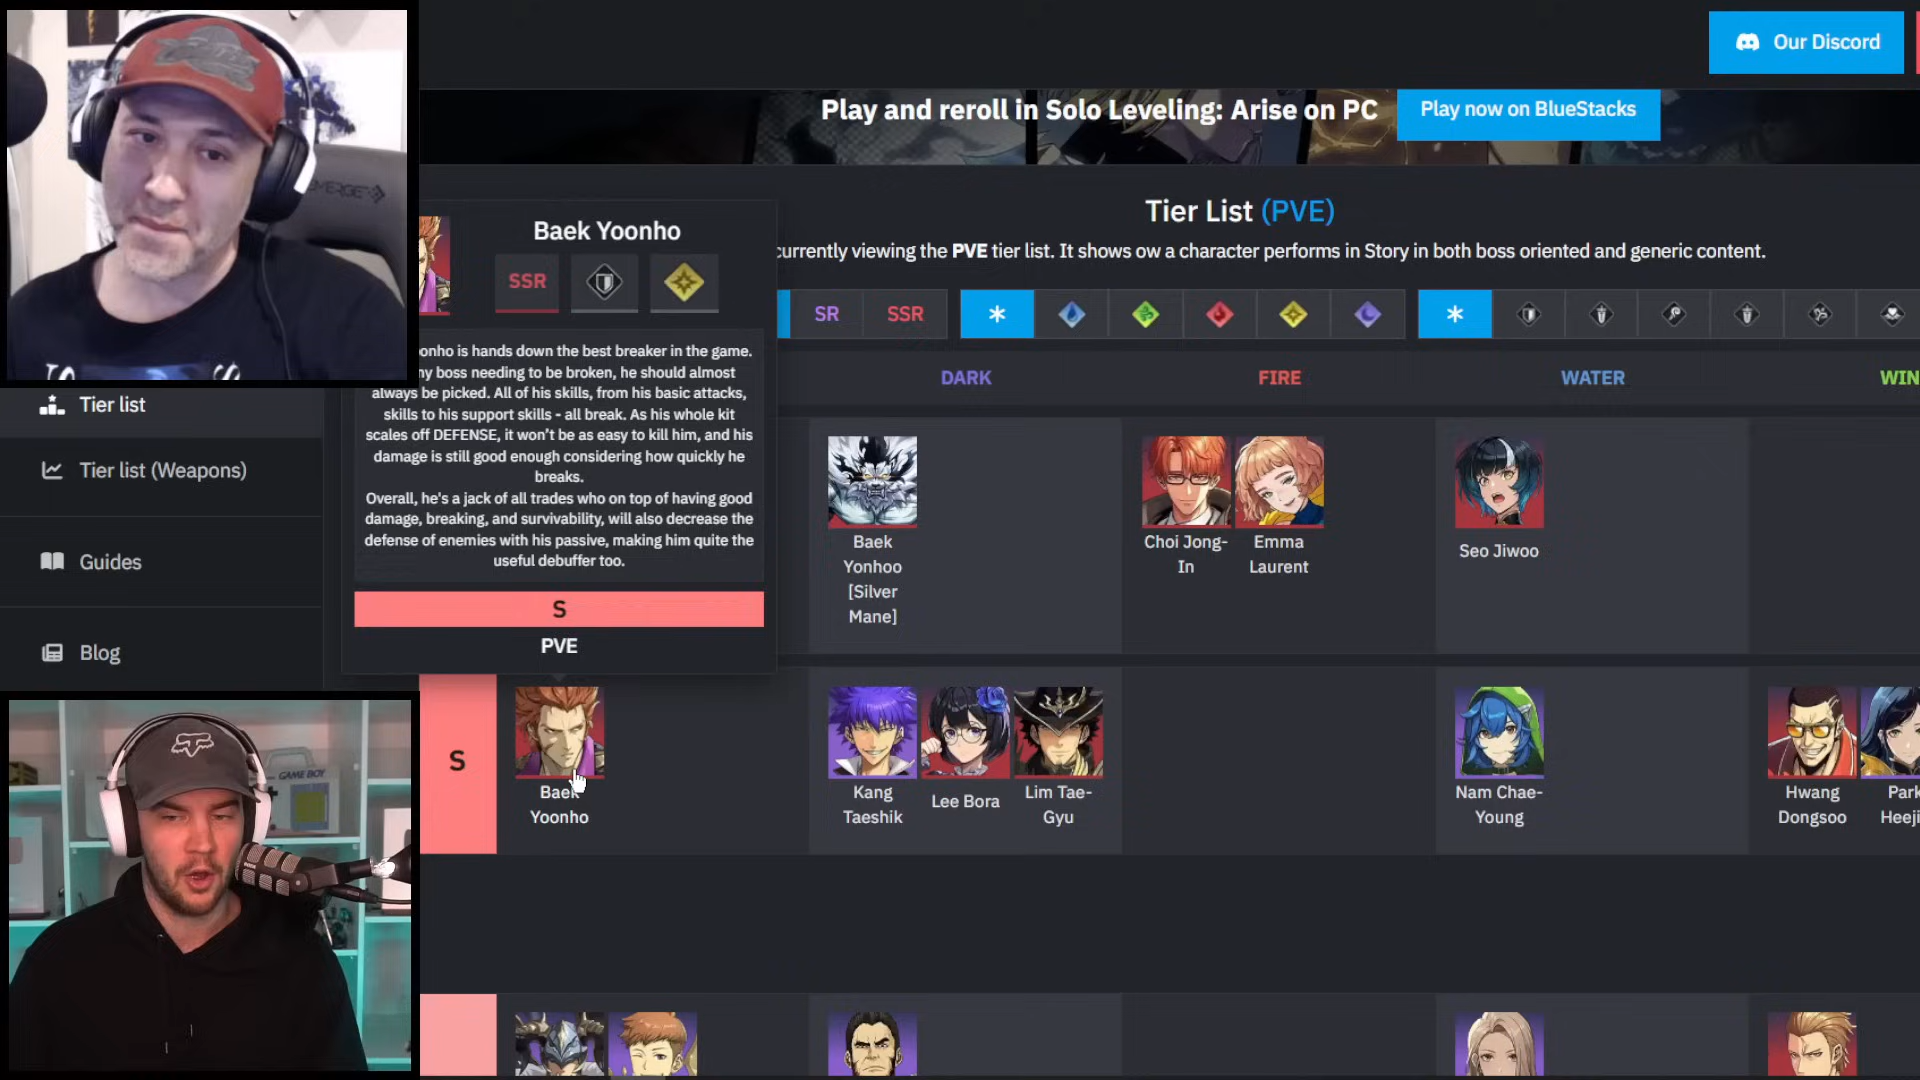 Our Discord
Play and reroll in Solo Leveling: Arise on PC
Play now on BlueStacks
EMERGE
Tier List (PVE)
currently viewing the PVE tier list. It shows ow a character performs in Story in both boss oriented and generic content.
SR
SSR
Baek Yoonho
SSR
onho is hands down the best breaker in the game.
ny boss needing to be broken, he should almost
always be picked. All of his skills, from his basic attacks,
skills to his support skills - all break. As his whole kit
scales off DEFENSE, it won't be as easy to kill him, and his
damage is still good enough considering how quickly he
breaks.
Overall, he's a jack of all trades who on top of having good
damage, breaking, and survivability, will also decrease the
defense of enemies with his passive, making him quite the
useful debuffer too.
S
PVE
Tier list
Tier list (Weapons)
Guides
Blog
DARK
FIRE
WATER
WIN
Baek
Yonhoo
[Silver
Mane]
Choi Jong-
In
Emma
Laurent
Seo Jiwoo
S
Baek
Yoonho
Kang
Taeshik
Lee Bora
Lim Tae-
Gyu
Nam Chae-
Young
Hwang
Dongsoo
Park
Heeji
GAME BOY
FOX